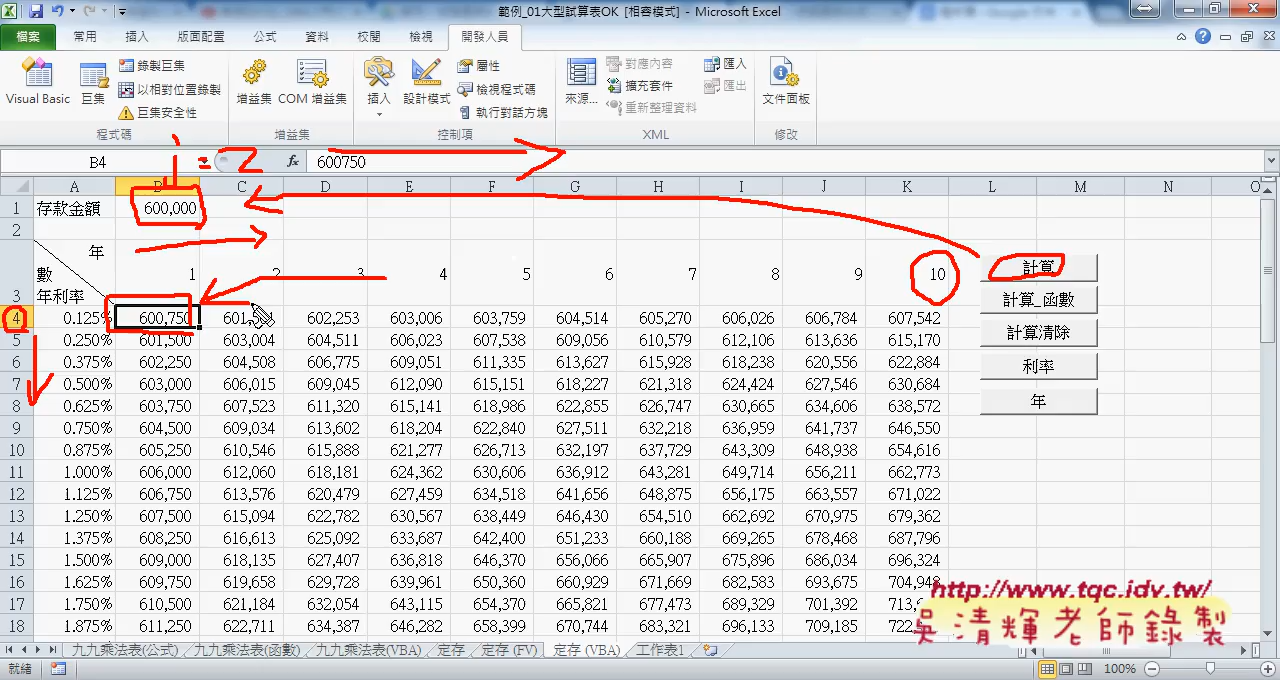 範例_01大型試算表OK [相容模式] - Microsoft Excel
檔案 常用 插入 版面配置 公式 資料 校閱 檢視 開發人員
Visual Basic 巨集 錄製巨集 以相對位置錄製 巨集安全性 程式碼
增益集 COM 增益集 增益集
插入 設計模式 屬性 檢視程式碼 執行對話方塊 控制項
來源... 對應內容 擴充套件 重新整理資料 匯入 匯出 XML
文件面板 修改
i = 2
B4 fx 600750
A C D E F G H I J K L M N O
1 存款金額 600,000
2
年
數 1 2 3 4 5 6 7 8 9 10
3 年利率
4 0.125% 600,750 602,253 603,006 603,759 604,514 605,270 606,026 606,784 607,542
5 0.250% 601,500 603,004 604,511 606,023 607,538 609,056 610,579 612,106 613,636 615,170
6 0.375% 602,250 604,508 606,775 609,051 611,335 613,627 615,928 618,238 620,556 622,884
7 0.500% 603,000 606,015 609,045 612,090 615,151 618,227 621,318 624,424 627,546 630,684
8 0.625% 603,750 607,523 611,320 615,141 618,986 622,855 626,747 630,665 634,606 638,572
9 0.750% 604,500 609,034 613,602 618,204 622,840 627,511 632,218 636,959 641,737 646,550
10 0.875% 605,250 610,546 615,888 621,277 626,713 632,197 637,729 643,309 648,938 654,616
11 1.000% 606,000 612,060 618,181 624,362 630,606 636,912 643,281 649,714 656,211 662,773
12 1.125% 606,750 613,576 620,479 627,459 634,518 641,656 648,875 656,175 663,557 671,022
13 1.250% 607,500 615,094 622,782 630,567 638,449 646,430 654,510 662,692 670,975 679,362
14 1.375% 608,250 616,613 625,092 633,687 642,400 651,233 660,188 669,265 678,468 687,796
15 1.500% 609,000 618,135 627,407 636,818 646,370 656,066 665,907 675,896 686,034 696,324
16 1.625% 609,750 619,658 629,728 639,961 650,360 660,929 671,669 682,583 693,675
17 1.750% 610,500 621,184 632,054 643,115 654,370 665,821 677,473 689,329 701,392
18 1.875% 611,250 622,711 634,387 646,282 658,399 670,744 683,321 696,133 709,185
計算
計算_函數
計算清除
利率
年
http://www.tqc.idv.tw/
吳清輝老師錄製
九九乘法表(公式) 九九乘法表(函數) 九九乘法表(VBA) 定存 定存 (FV) 定存 (VBA) 工作表1
就緒 100%